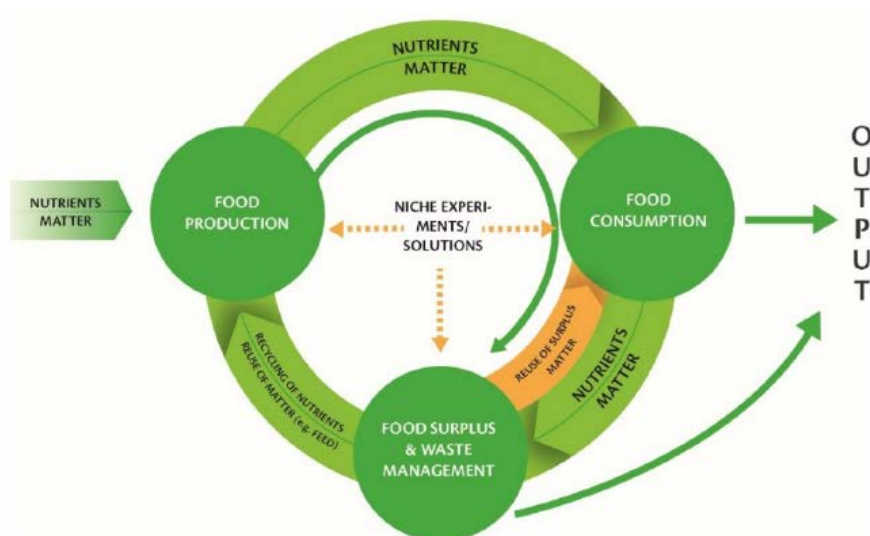 NUTRIENTS
MATTER
NUTRIENTS
MATTER
FOOD
PRODUCTION
NICHE EXPERI-
MENTS/
SOLUTIONS
FOOD
CONSUMPTION
OUTPUT
REUSE OF SURPLUS
MATTER
NUTRIENTS
MATTER
RECYCLING OF NUTRIENTS
REUSE OF MATTER (e.g. FEED)
FOOD SURPLUS
& WASTE
MANAGEMENT